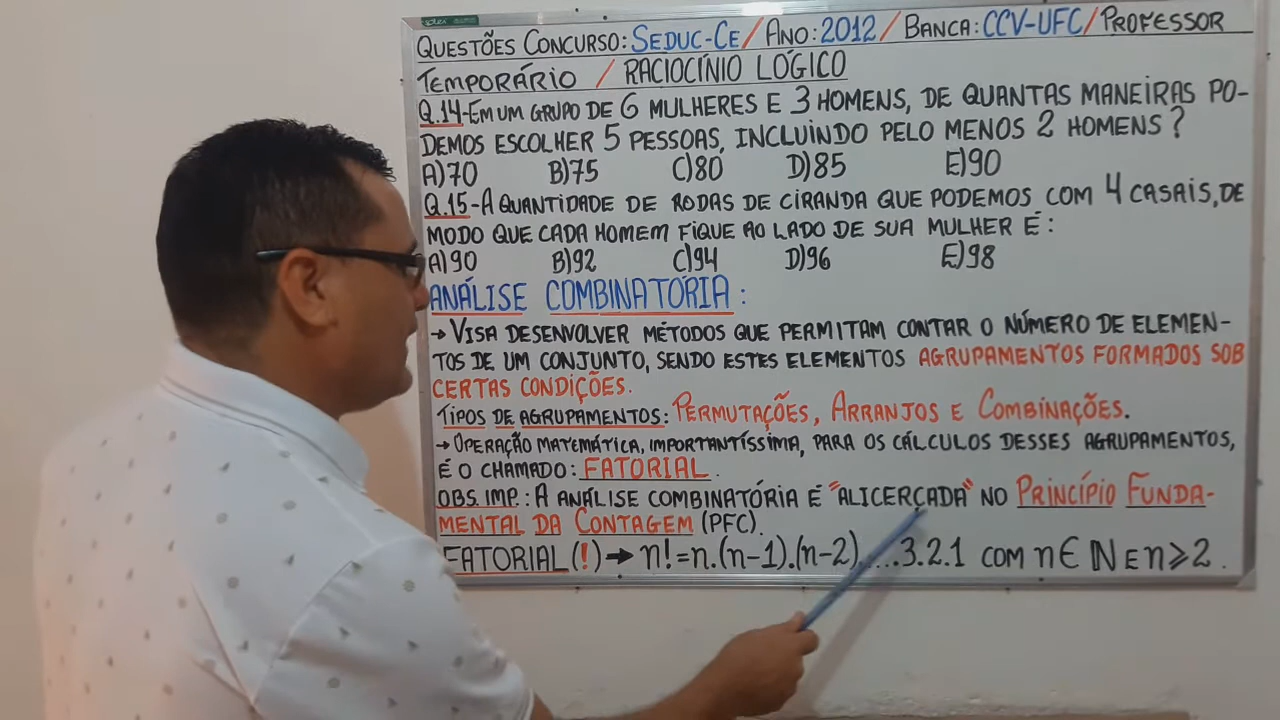 QUESTÕES CONCURSO: SEDUC-CE/ANO: 2012/BANCA: CCV-UFC/PROFESSOR
TEMPORÁRIO / RACIOCÍNIO LÓGICO
Q.14-EM UM GRUPO DE 6 MULHERES E 3 HOMENS, DE QUANTAS MANEIRAS PO-
DEMOS ESCOLHER 5 PESSOAS, INCLUINDO PELO MENOS 2 HOMENS?
A)70 B)75 C)80 D)85 E)90
Q.15-A QUANTIDADE DE RODAS DE CIRANDA QUE PODEMOS COM 4 CASAIS, DE
MODO QUE CADA HOMEM FIQUE AO LADO DE SUA MULHER É:
A)90 B)92 C)94 D)96 E)98
ANÁLISE COMBINATÓRIA:
→ VISA DESENVOLVER MÉTODOS QUE PERMITAM CONTAR O NÚMERO DE ELEMEN-
TOS DE UM CONJUNTO, SENDO ESTES ELEMENTOS AGRUPAMENTOS FORMADOS SOB
CERTAS CONDIÇÕES.
TIPOS DE AGRUPAMENTOS: PERMUTAÇÕES, ARRANJOS E COMBINAÇÕES.
→ OPERAÇÃO MATEMÁTICA, IMPORTANTÍSSIMA, PARA OS CÁLCULOS DESSES AGRUPAMENTOS,
É O CHAMADO: FATORIAL.
OBS. IMP.: A ANÁLISE COMBINATÓRIA É "ALICERÇADA" NO PRINCÍPIO FUNDA-
MENTAL DA CONTAGEM (PFC).
FATORIAL (!) → n! = n.(n-1).(n-2)....3.2.1 COM n∈ℕ E n⩾2.